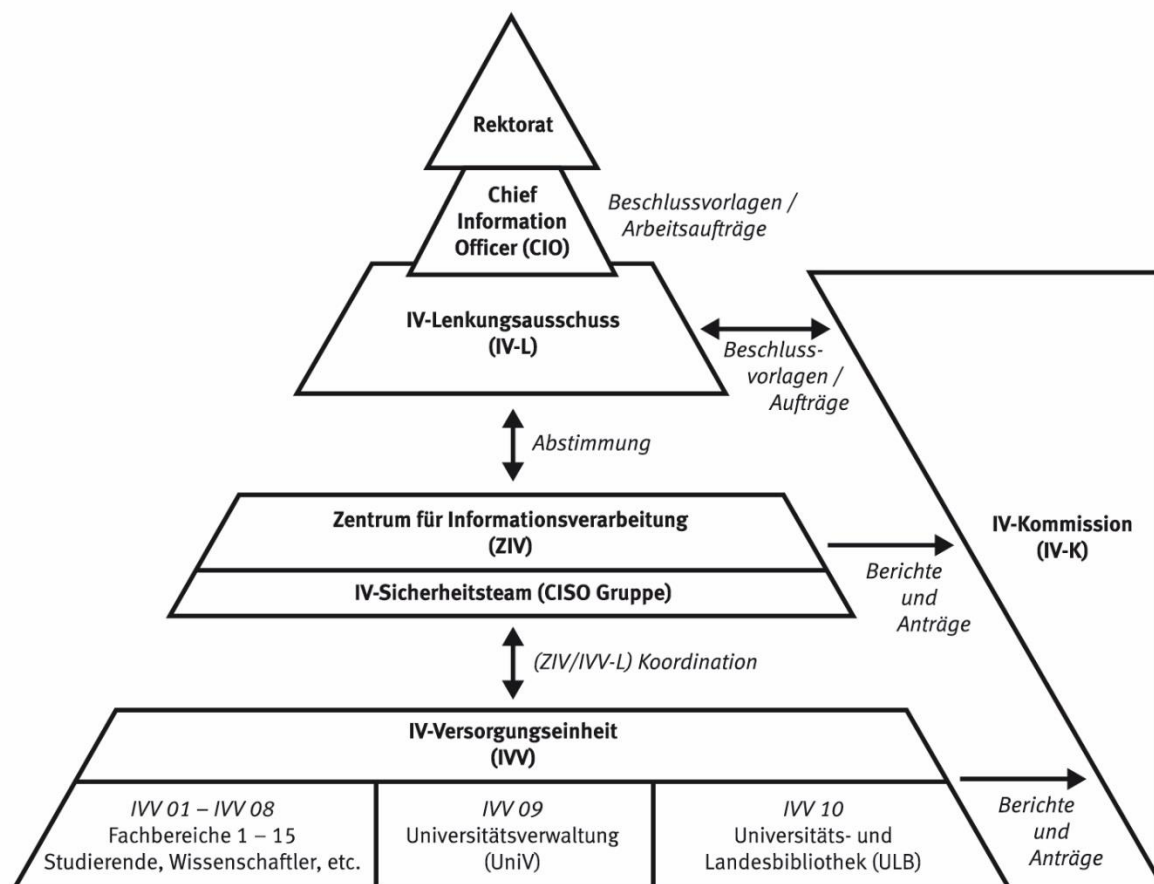 Rektorat
Chief
Information
Officer (CIO)
Beschlussvorlagen /
Arbeitsaufträge
IV-Lenkungsausschuss
(IV-L)
Beschluss-
vorlagen /
Aufträge
Abstimmung
Zentrum für Informationsverarbeitung
(ZIV)
IV-Sicherheitsteam (CISO Gruppe)
IV-Kommission
(IV-K)
Berichte
und
Anträge
(ZIV/IVV-L) Koordination
IV-Versorgungseinheit
(IVV)
IVV 01 – IVV 08
Fachbereiche 1 – 15
Studierende, Wissenschaftler, etc.
IVV 09
Universitätsverwaltung
(UniV)
IVV 10
Universitäts- und
Landesbibliothek (ULB)
Berichte
und
Anträge